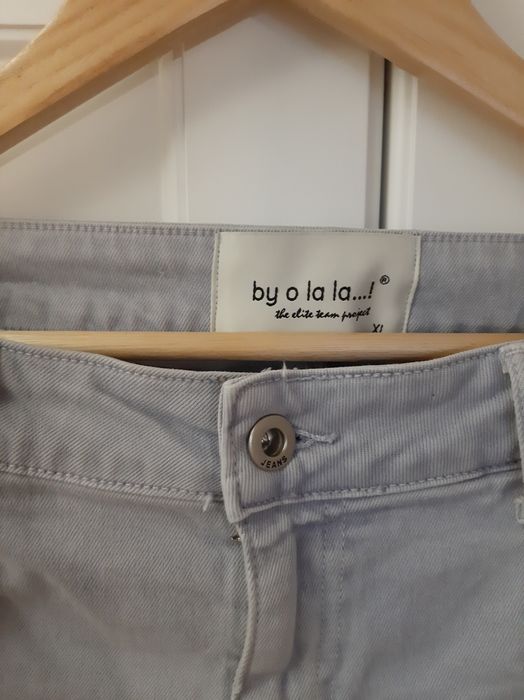 by o la la...! ®
the elite team project
XL
JEANS